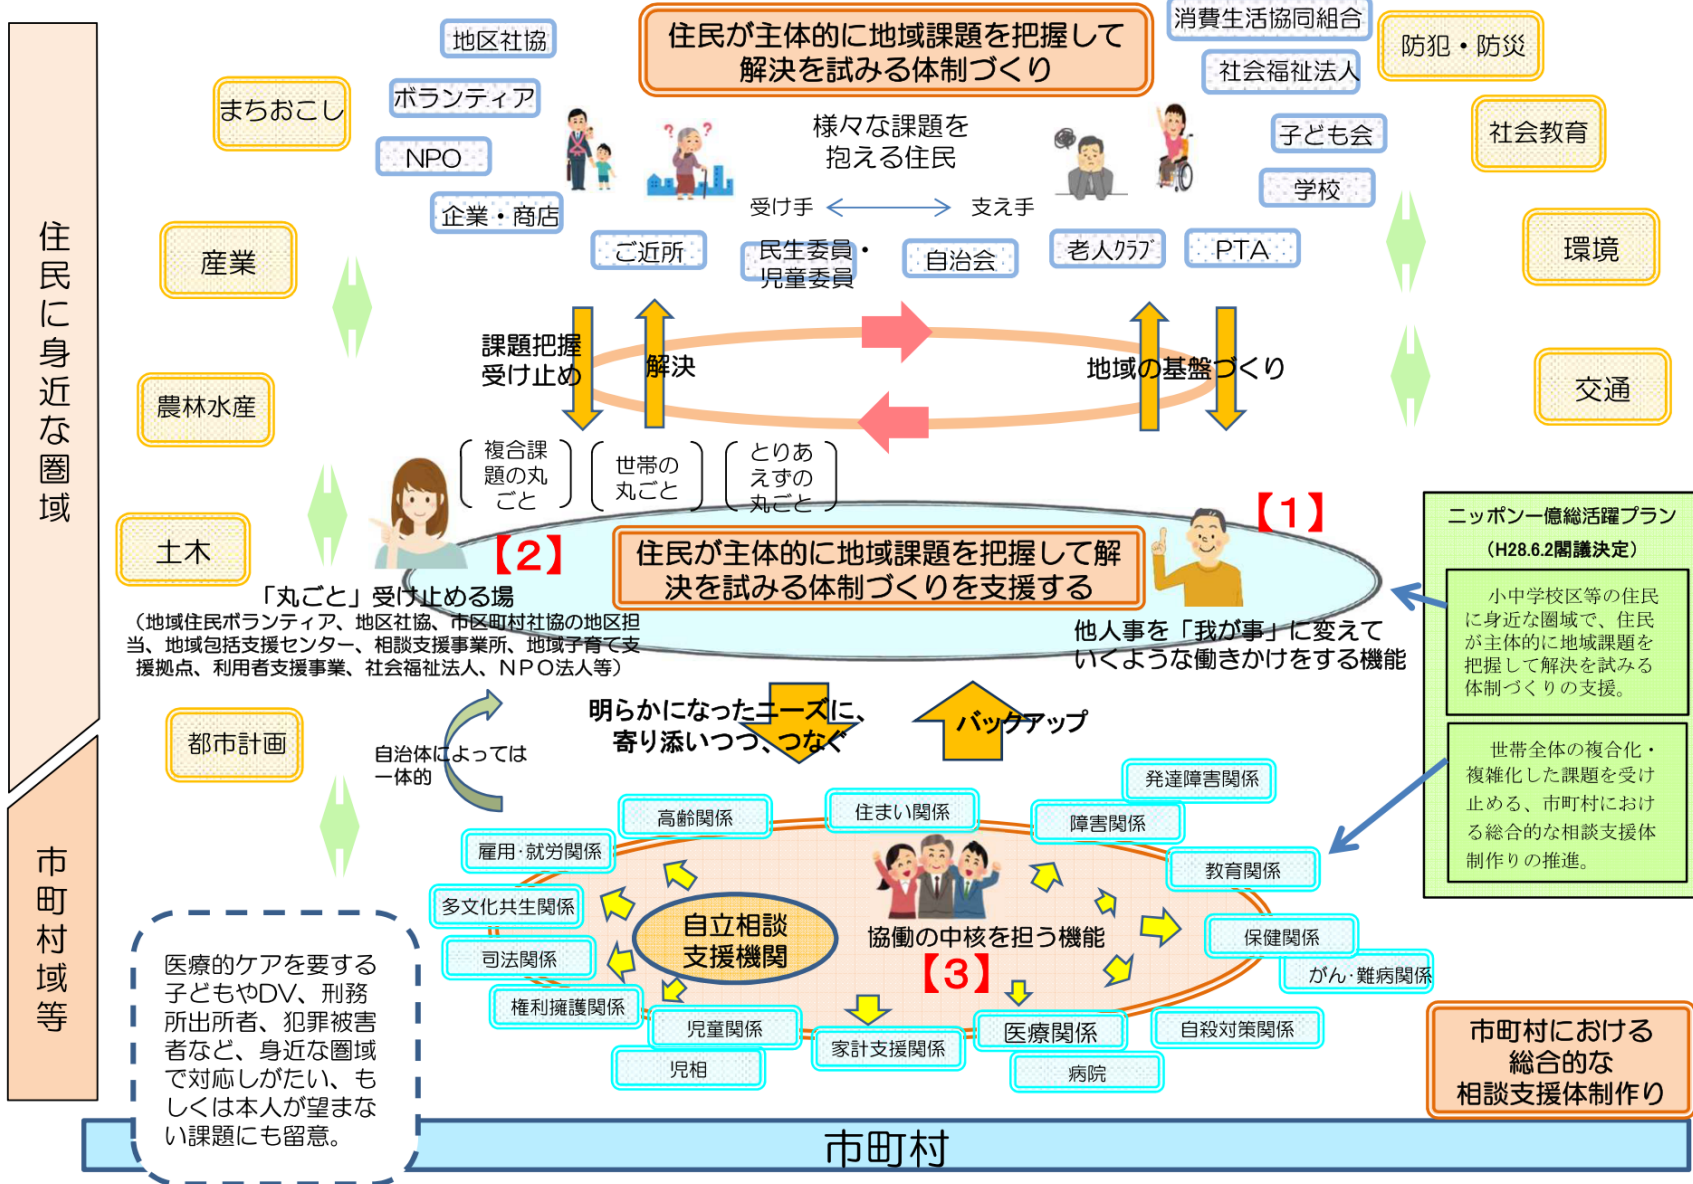 住民に身近な圏域
市町村域等
住民が主体的に地域課題を把握して
解決を試みる体制づくり
地区社協
ボランティア
NPO
企業・商店
まちおこし
産業
農林水産
土木
都市計画
消費生活協同組合
社会福祉法人
子ども会
学校
防犯・防災
社会教育
環境
交通
様々な課題を
抱える住民
受け手
支え手
ご近所
民生委員・
児童委員
自治会
老人クラブ
PTA
課題把握
受け止め
解決
地域の基盤づくり
複合課
題の丸
ごと
世帯の
丸ごと
とりあ
えずの
丸ごと
【1】
【2】
住民が主体的に地域課題を把握して解
決を試みる体制づくりを支援する
「丸ごと」受け止める場
(地域住民ボランティア、地区社協、市区町村社協の地区担
当、地域包括支援センター、相談支援事業所、地域子育て支
援拠点、利用者支援事業、社会福祉法人、NPO法人等)
他人事を「我が事」に変えて
いくような働きかけをする機能
ニッポン一億総活躍プラン
(H28.6.2閣議決定)
小中学校区等の住民
に身近な圏域で、住民
が主体的に地域課題を
把握して解決を試みる
体制づくりの支援。
世帯全体の複合化・
複雑化した課題を受け
止める、市町村におけ
る総合的な相談支援体
制作りの推進。
明らかになったニーズに、
寄り添いつつ、つなぐ
バックアップ
自治体によっては
一体的
高齢関係
住まい関係
発達障害関係
障害関係
雇用・就労関係
教育関係
多文化共生関係
保健関係
司法関係
がん・難病関係
権利擁護関係
児童関係
児相
家計支援関係
医療関係
病院
自殺対策関係
自立相談
支援機関
協働の中核を担う機能
【3】
医療的ケアを要する
子どもやDV、刑務
所出所者、犯罪被害
者など、身近な圏域
で対応しがたい、も
しくは本人が望まな
い課題にも留意。
市町村における
総合的な
相談支援体制作り
市町村